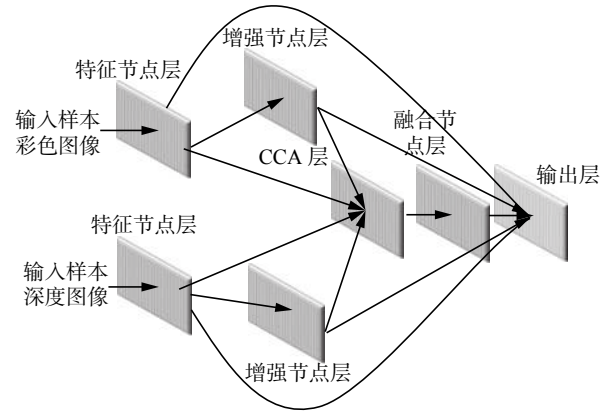 增强节点层
特征节点层
输入样本
彩色图像
融合节
点层
CCA 层
输出层
特征节点层
输入样本
深度图像
增强节点层